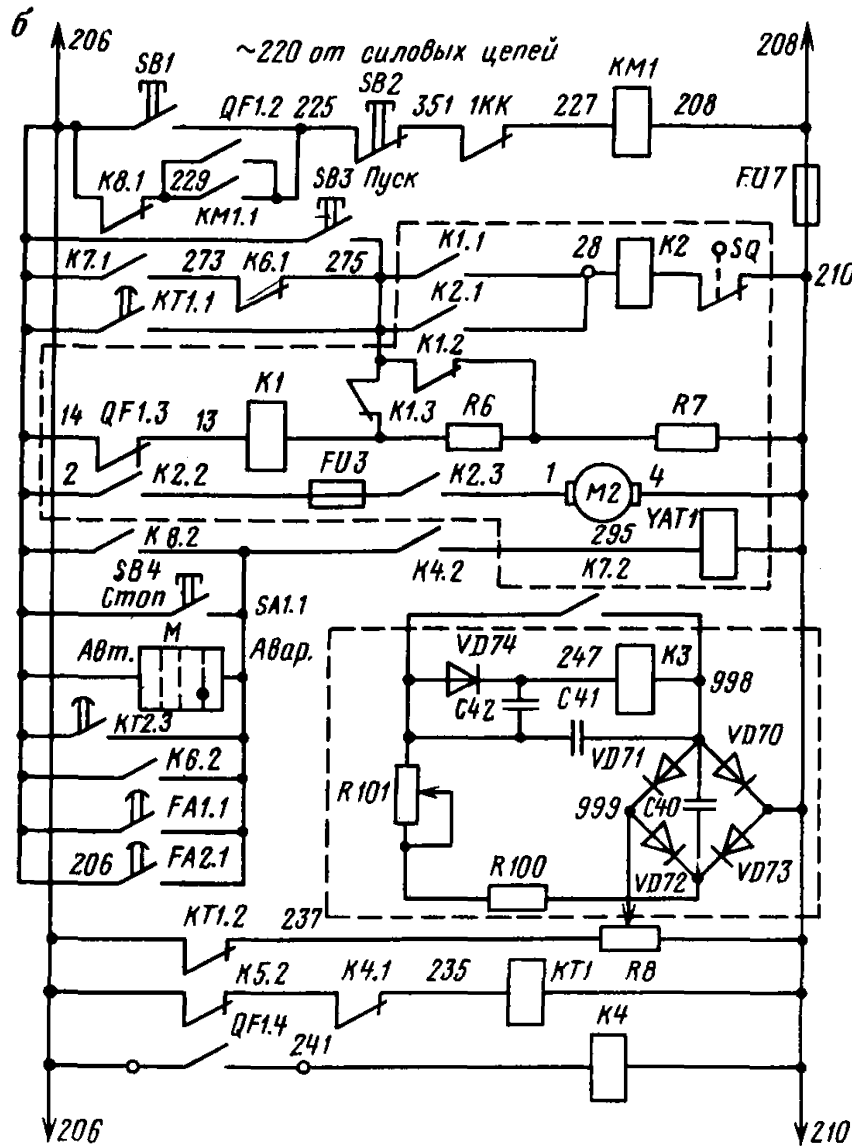 б
206
~220 от силовых цепей
208
SB1
QF1.2
225
SB2
351
1KK
227
KM1
208
K8.1
229
KM1.1
SB3 Пуск
FU7
K7.1
273
K6.1
275
K1.1
28
K2
SQ
210
KT1.1
K2.1
K1.2
14
QF1.3
13
K1
K1.3
R6
R7
2
K2.2
FU3
K2.3
1
M2
4
K8.2
K4.2
295
YAT1
SB4
Стоп
SA1.1
K7.2
Авт.
M
Авар.
VD74
247
K3
998
C42
C41
KT2.3
VD71
VD70
K6.2
R101
999
C40
FA1.1
206
FA2.1
R100
VD72
VD73
KT1.2
237
R8
K5.2
K4.1
235
KT1
QF1.4
241
K4
206
210